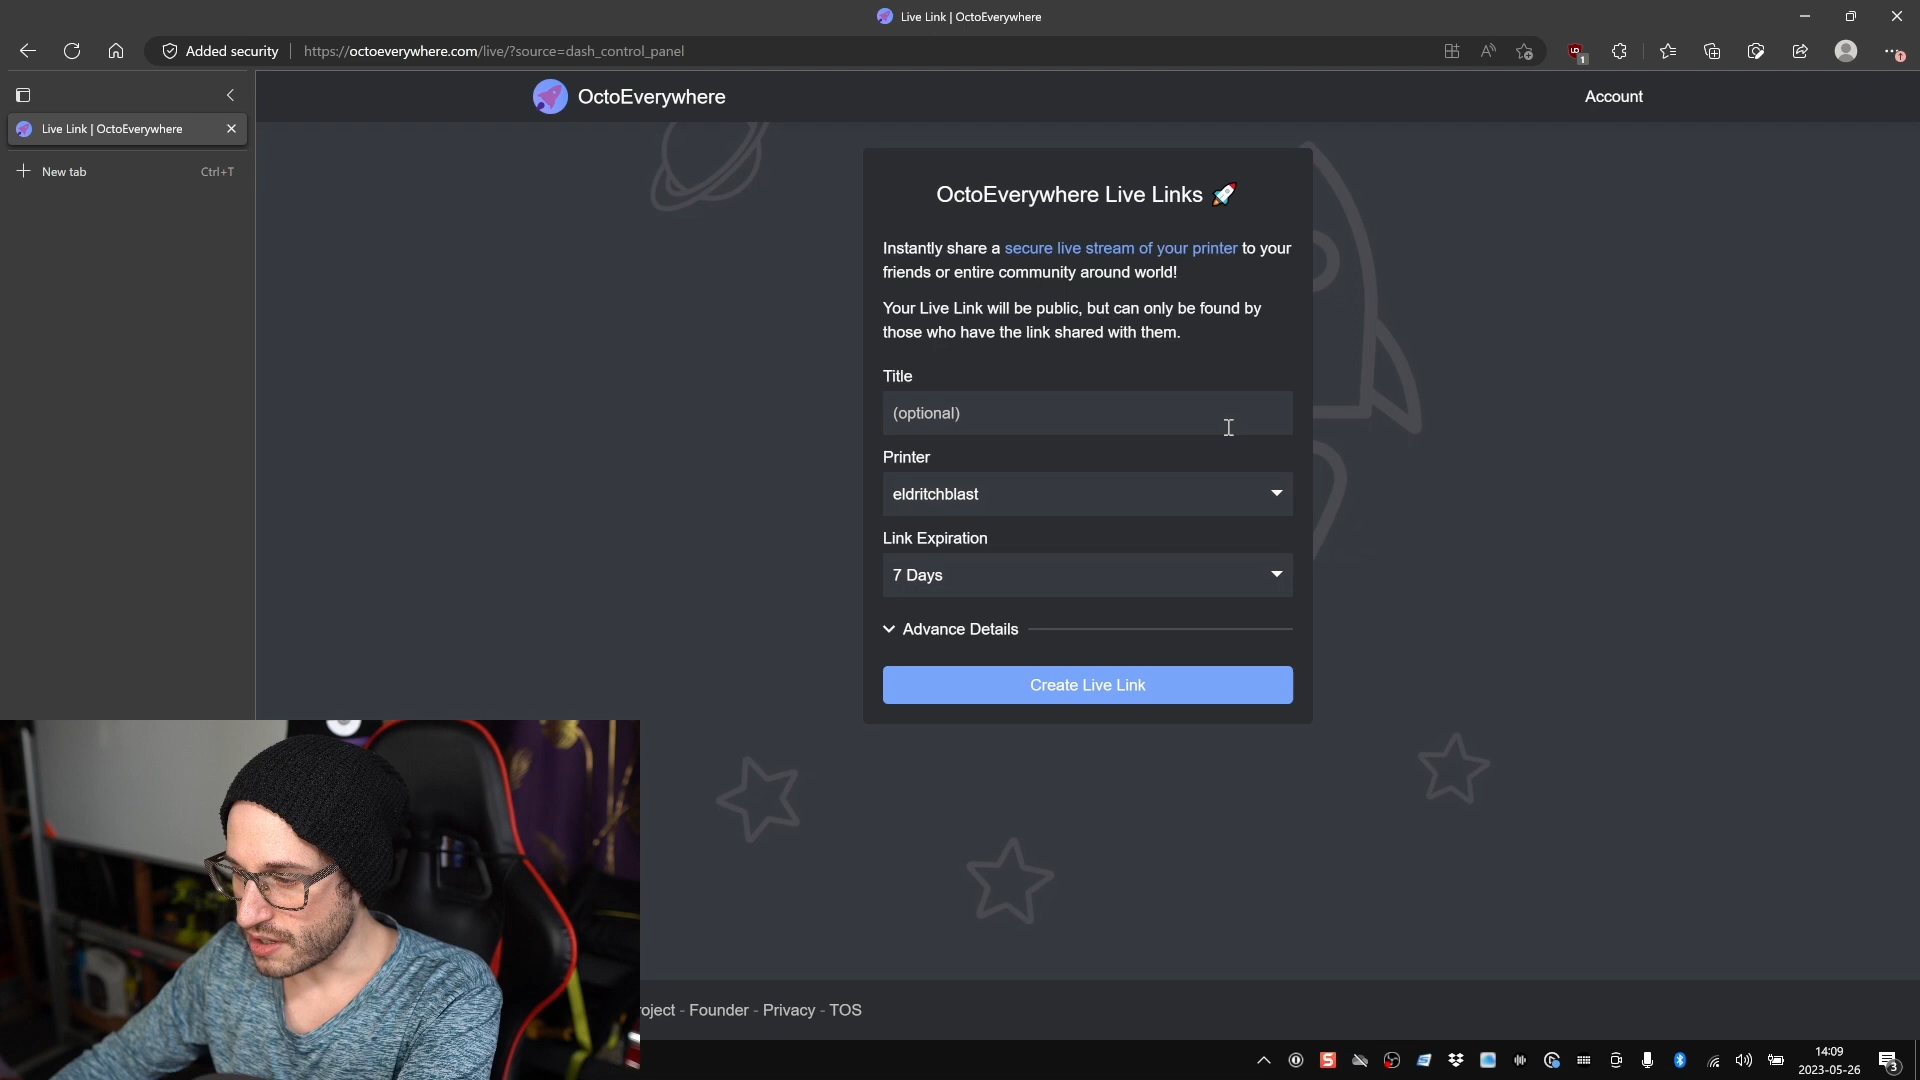 Live Link | OctoEverywhere
Added security
https://octoeverywhere.com/live/?source=dash_control_panel
1
Live Link | OctoEverywhere
New tab
Ctrl+T
OctoEverywhere
Account
OctoEverywhere Live Links 🚀
Instantly share a secure live stream of your printer to your
friends or entire community around world!
Your Live Link will be public, but can only be found by
those who have the link shared with them.
Title
(optional)
Printer
eldritchblast
Link Expiration
7 Days
Advance Details
Create Live Link
oject - Founder - Privacy - TOS
14:09
2023-05-26
3